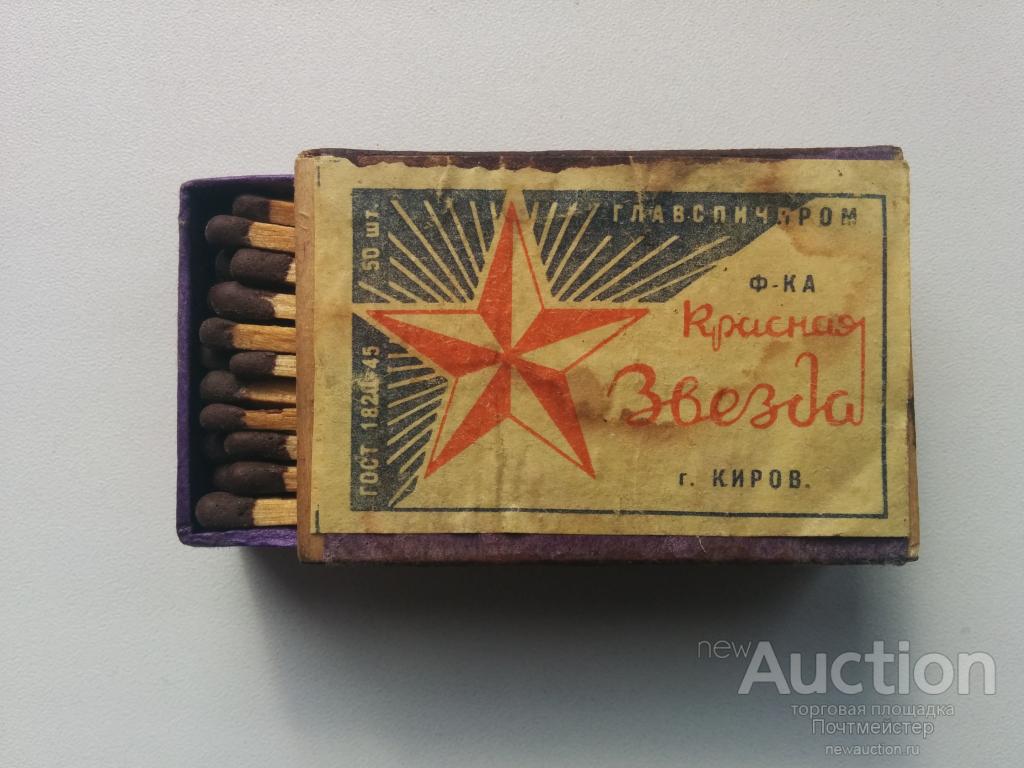 ГЛАВСПИЧПРОМ
50 шт.
ГОСТ 1820-45
Ф-КА
Красная
Звезда
г. КИРОВ.
newAuction
торговая площадка
Почтмейстер
newauction.ru